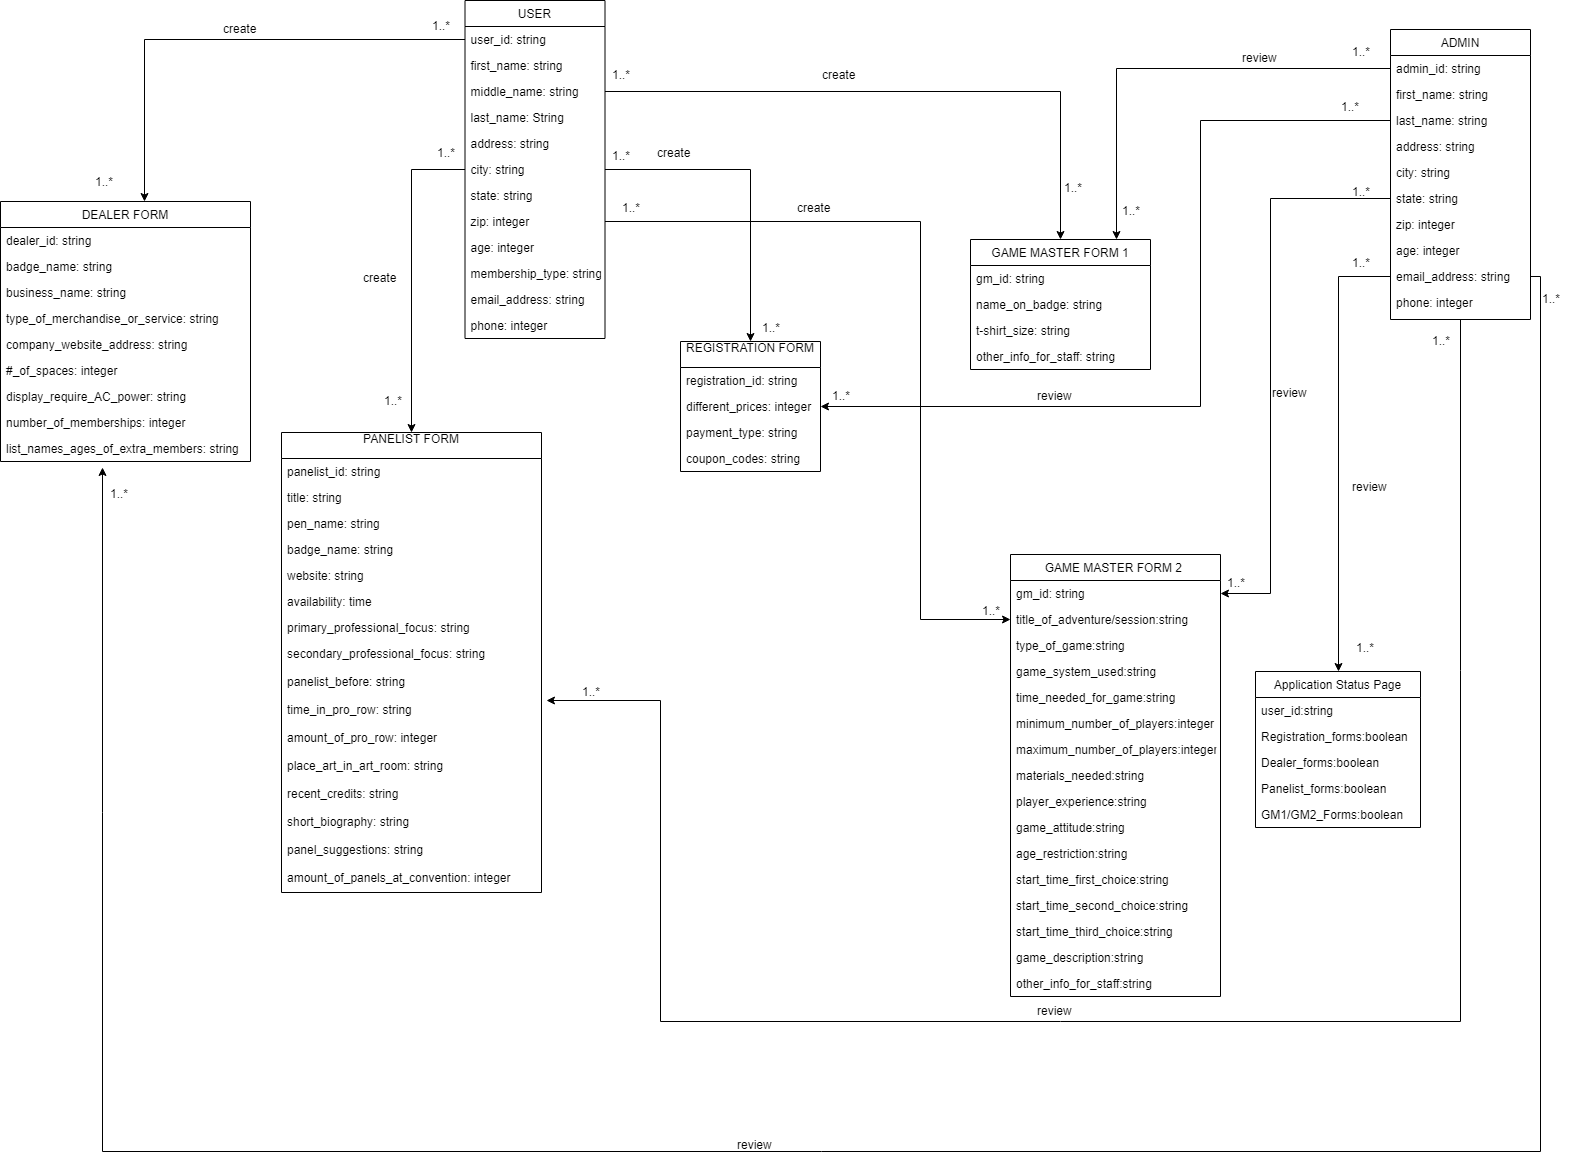 USER
user_id: string
first_name: string
middle_name: string
last_name: String
address: string
city: string
state: string
zip: integer
age: integer
membership_type: string
email_address: string
phone: integer
create
1..*
1..*
1..*
create
1..*
1..*
create
1..*
1..*
create
1..*
1..*
create
1..*
ADMIN
admin_id: string
first_name: string
last_name: string
address: string
city: string
state: string
zip: integer
age: integer
email_address: string
phone: integer
review
1..*
1..*
1..*
review
1..*
1..*
review
1..*
1..*
review
1..*
1..*
review
1..*
1..*
review
1..*
DEALER FORM
dealer_id: string
badge_name: string
business_name: string
type_of_merchandise_or_service: string
company_website_address: string
#_of_spaces: integer
display_require_AC_power: string
number_of_memberships: integer
list_names_ages_of_extra_members: string
PANELIST FORM
panelist_id: string
title: string
pen_name: string
badge_name: string
website: string
availability: time
primary_professional_focus: string
secondary_professional_focus: string
panelist_before: string
time_in_pro_row: string
amount_of_pro_row: integer
place_art_in_art_room: string
recent_credits: string
short_biography: string
panel_suggestions: string
amount_of_panels_at_convention: integer
REGISTRATION FORM
registration_id: string
different_prices: integer
payment_type: string
coupon_codes: string
GAME MASTER FORM 1
gm_id: string
name_on_badge: string
t-shirt_size: string
other_info_for_staff: string
GAME MASTER FORM 2
gm_id: string
title_of_adventure/session:string
type_of_game:string
game_system_used:string
time_needed_for_game:string
minimum_number_of_players:integer
maximum_number_of_players:integer
materials_needed:string
player_experience:string
game_attitude:string
age_restriction:string
start_time_first_choice:string
start_time_second_choice:string
start_time_third_choice:string
game_description:string
other_info_for_staff:string
Application Status Page
user_id:string
Registration_forms:boolean
Dealer_forms:boolean
Panelist_forms:boolean
GM1/GM2_Forms:boolean